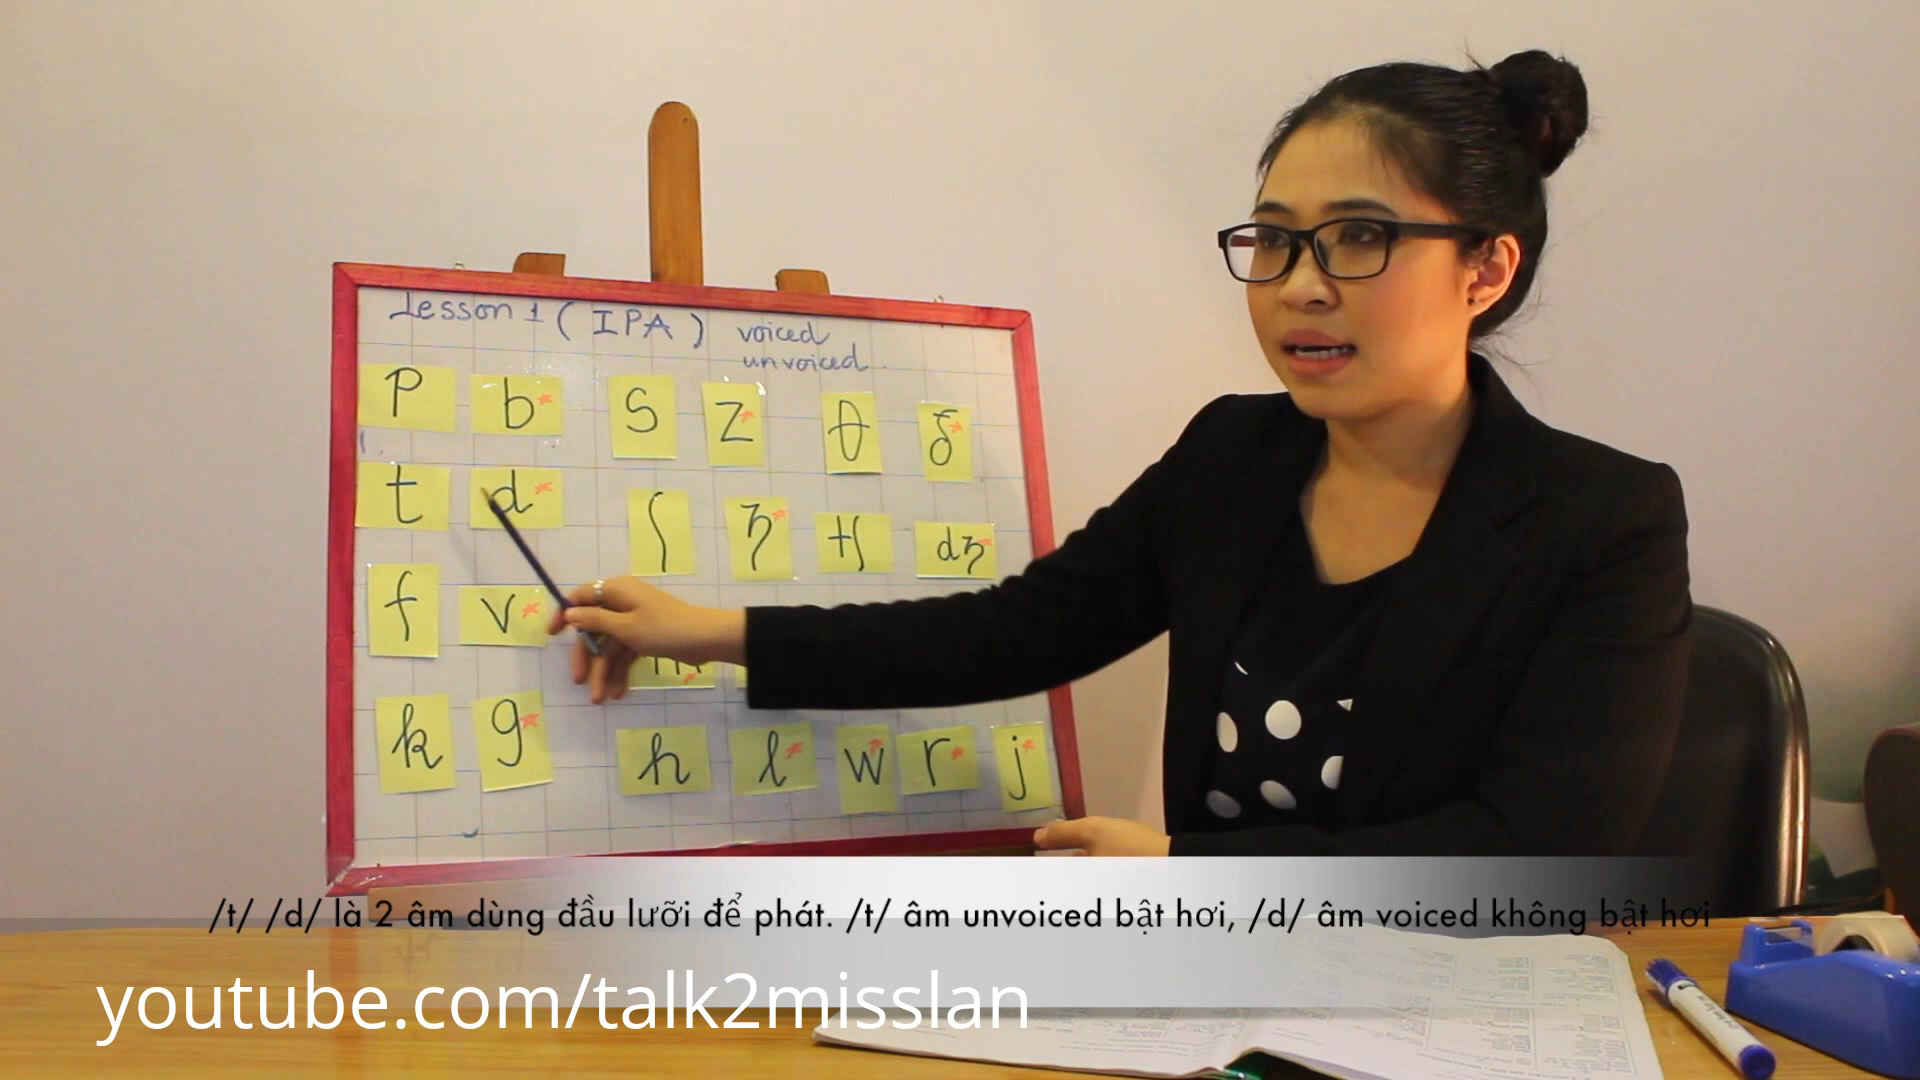 Lesson 1 ( IPA ) voiced
unvoiced
p b s z θ ð
t d ʃ ʒ tʃ dʒ
f v
m
k g h l w r j
/t/ /d/ là 2 âm dùng đầu lưỡi để phát. /t/ âm unvoiced bật hơi, /d/ âm voiced không bật hơi
youtube.com/talk2misslan